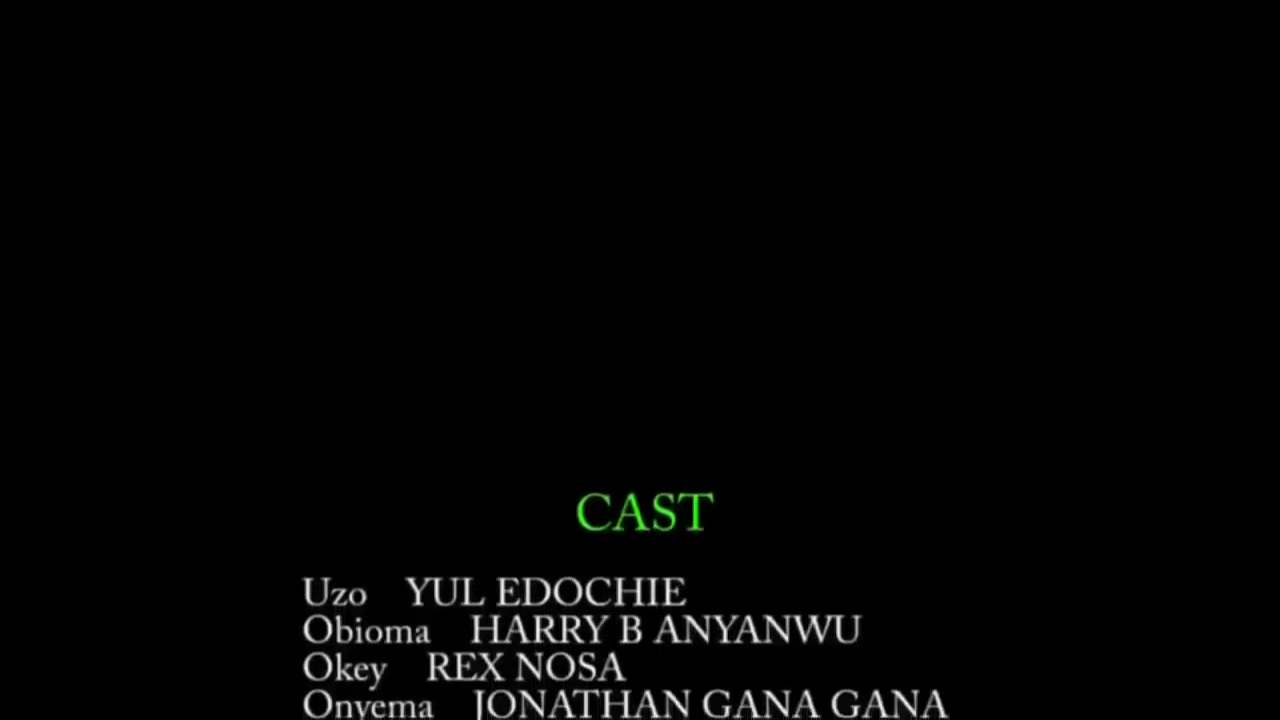 CAST
Uzo YUL EDOCHIE
Obioma HARRY B ANYANWU
Okey REX NOSA
Onyema JONATHAN GANA GANA